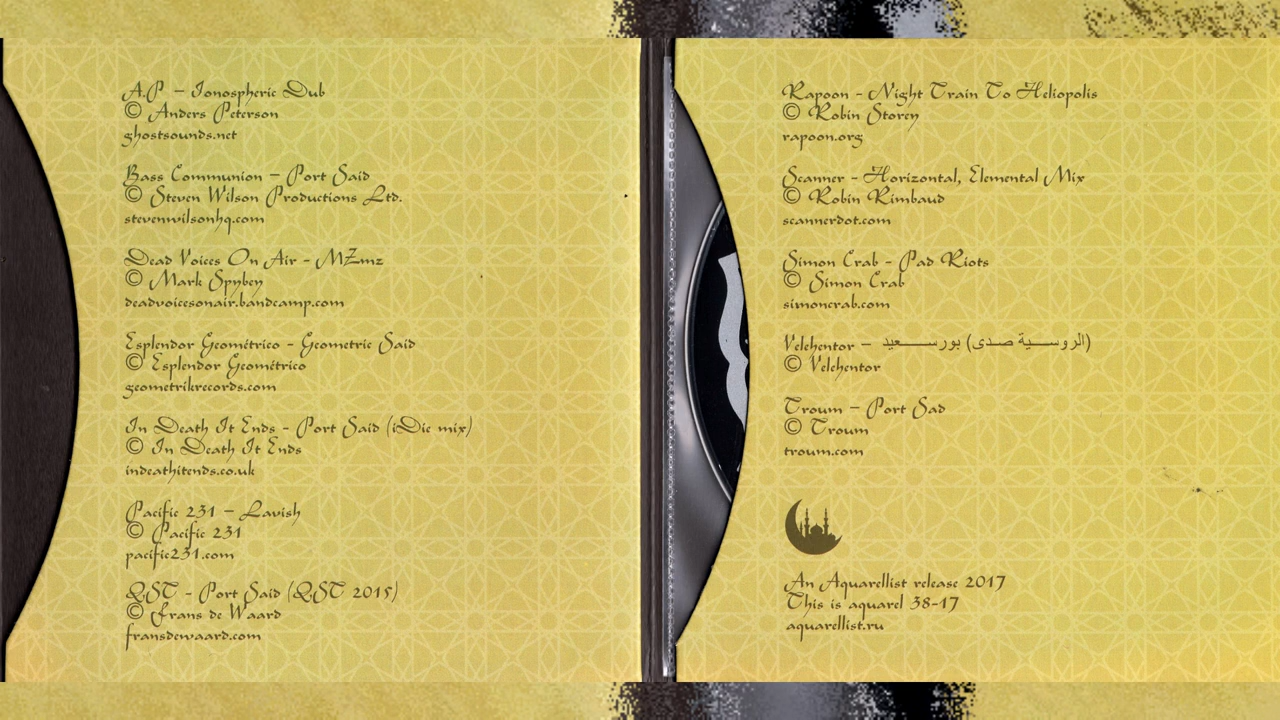 A.P – Ionospheric Dub
© Anders Peterson
ghostsounds.net
Bass Communion – Port Said
© Steven Wilson Productions Ltd.
stevenwilsonhq.com
Dead Voices On Air - MZmz
© Mark Spybey
deadvoicesonair.bandcamp.com
Esplendor Geométrico - Geometric Said
© Esplendor Geométrico
geometrikrecords.com
In Death It Ends - Port Said (iDie mix)
© In Death It Ends
indeathitends.co.uk
Pacific 231 – Lavish
© Pacific 231
pacific231.com
QST - Port Said (QST 2015)
© Frans de Waard
fransdewaard.com
Rapoon - Night Train To Heliopolis
© Robin Storey
rapoon.org
Scanner - Horizontal, Elemental Mix
© Robin Rimbaud
scannerdot.com
Simon Crab - Pad Riots
© Simon Crab
simoncrab.com
Velehentor – بورسـعيد (الروسـية صدى)
© Velehentor
Troum – Port Sad
© Troum
troum.com
An Aquarellist release 2017
This is aquarel 38-17
aquarellist.ru